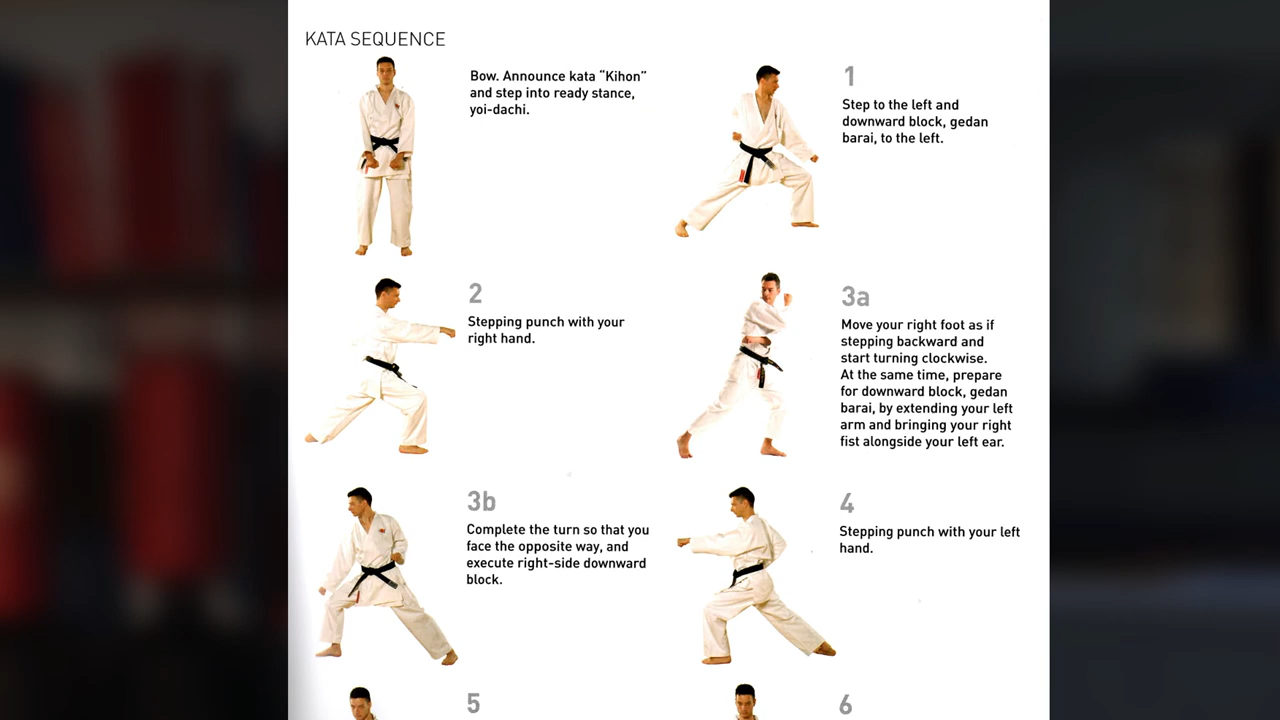 KATA SEQUENCE
Bow. Announce kata “Kihon”
and step into ready stance,
yoi-dachi.
1
Step to the left and
downward block, gedan
barai, to the left.
2
Stepping punch with your
right hand.
3a
Move your right foot as if
stepping backward and
start turning clockwise.
At the same time, prepare
for downward block, gedan
barai, by extending your left
arm and bringing your right
fist alongside your left ear.
3b
Complete the turn so that you
face the opposite way, and
execute right-side downward
block.
4
Stepping punch with your left
hand.
5
6